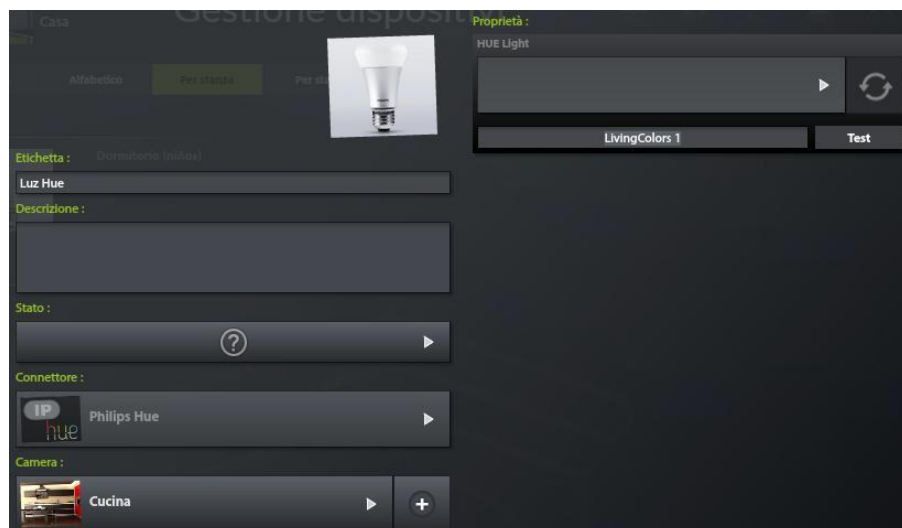 Casa
Gestione dispositivi
Alfabetico
Per stanza
Per sta
Dormitorio (niños)
Etichetta :
Luz Hue
Descrizione :
Stato :
?
Connettore :
IP
hue
Philips Hue
Camera :
Cucina
+
Proprietà :
HUE Light
LivingColors 1
Test